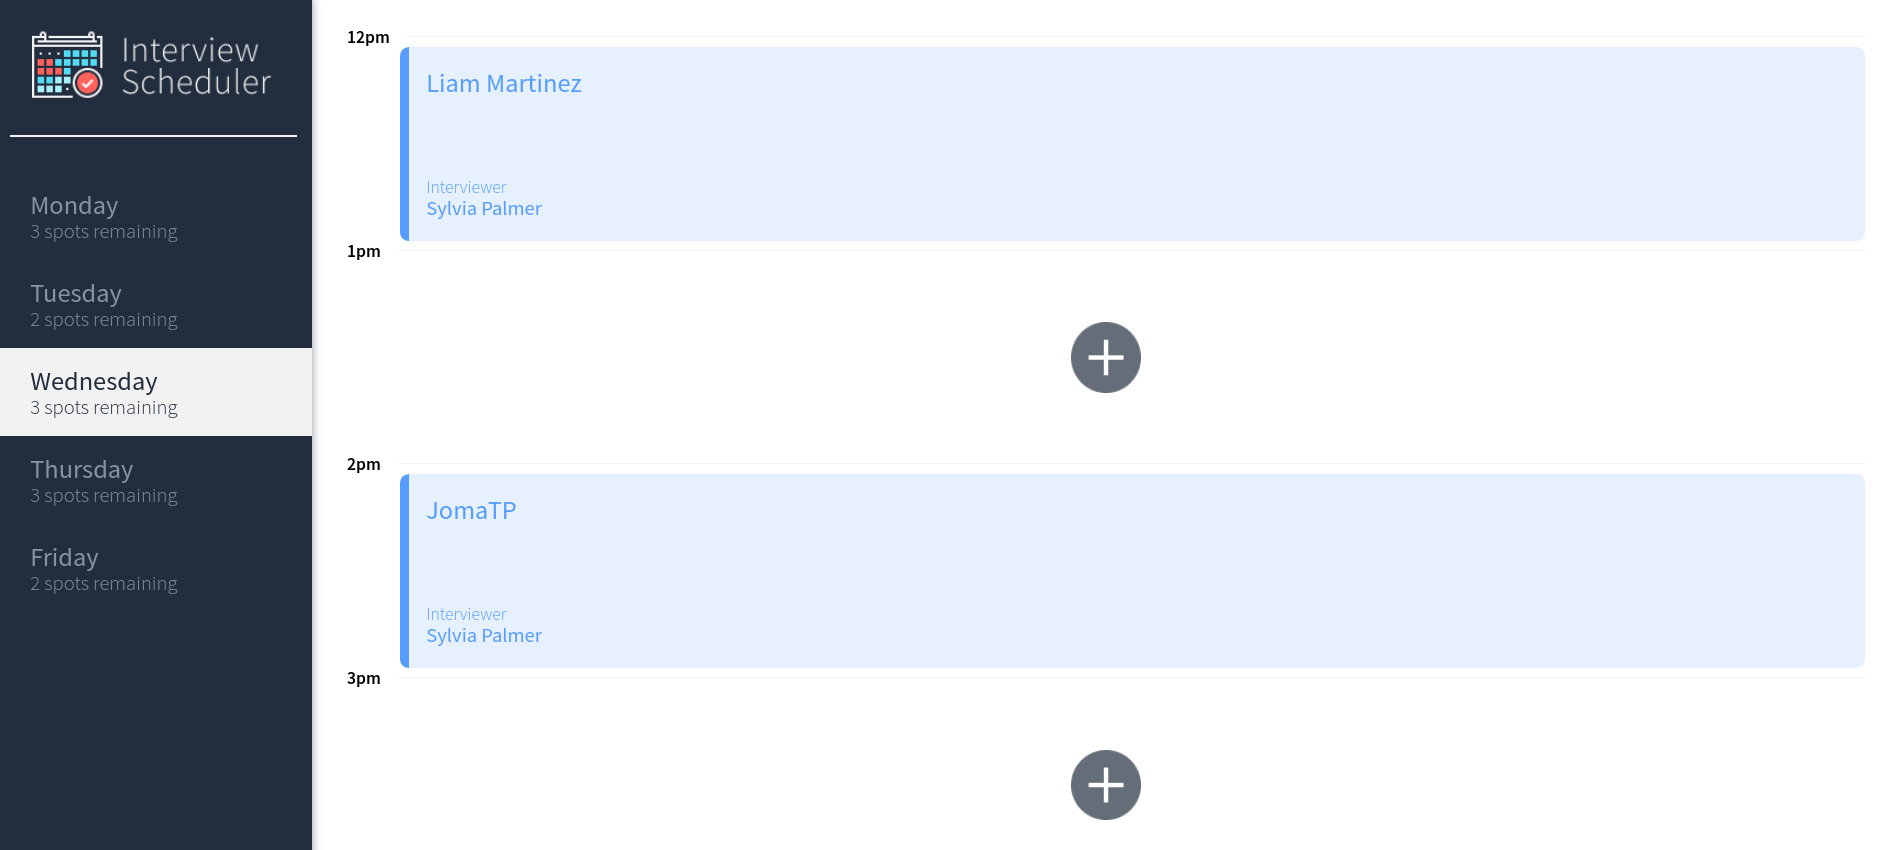 Interview
Scheduler
Monday
3 spots remaining
Tuesday
2 spots remaining
Wednesday
3 spots remaining
Thursday
3 spots remaining
Friday
2 spots remaining
12pm
Liam Martinez
Interviewer
Sylvia Palmer
1pm
2pm
JomaTP
Interviewer
Sylvia Palmer
3pm